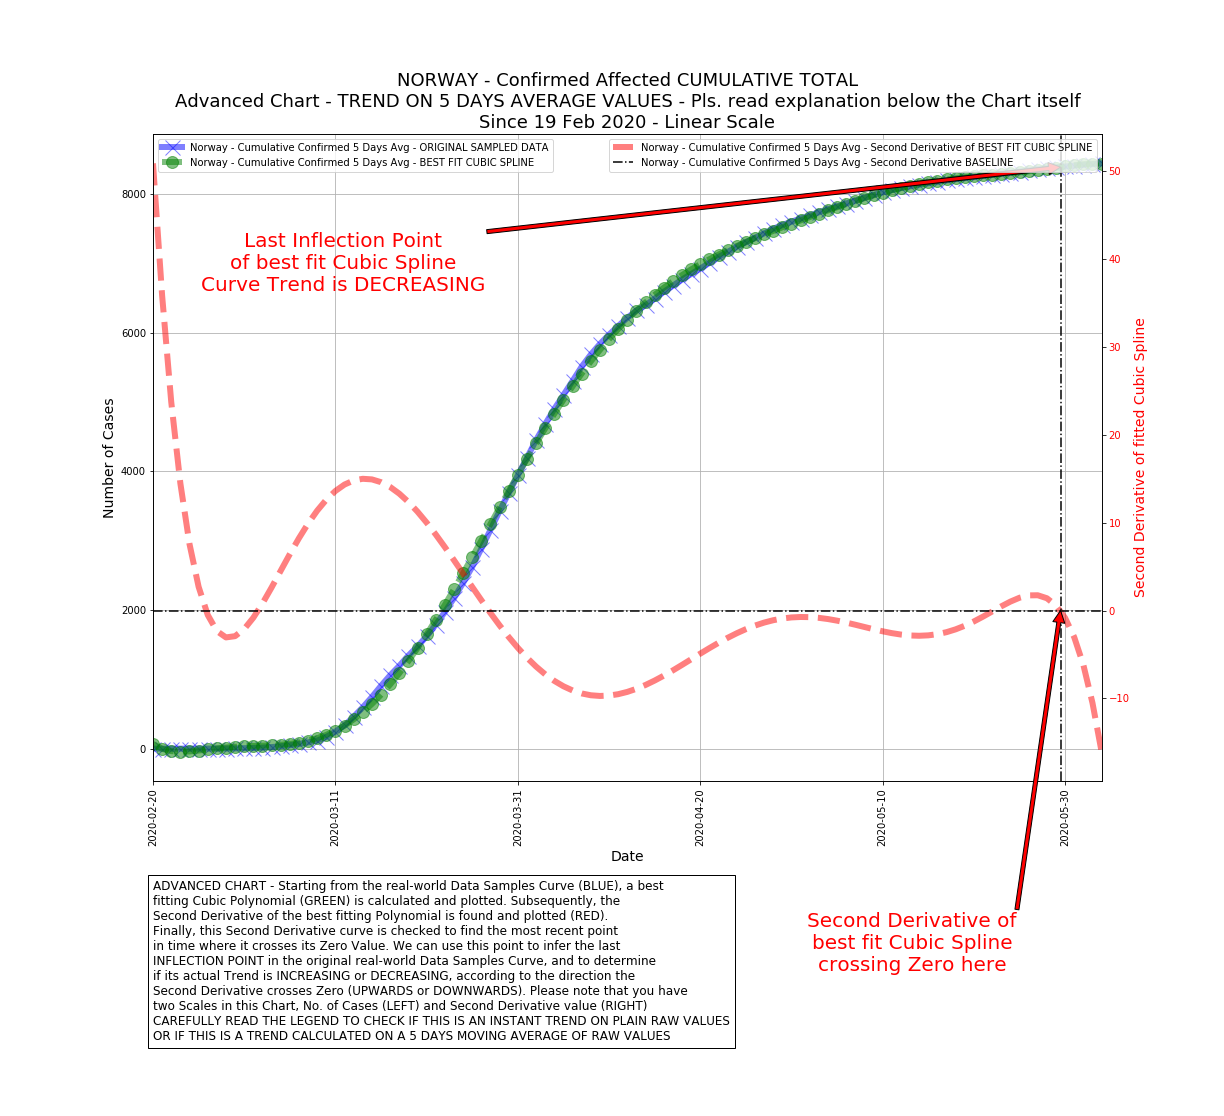 NORWAY - Confirmed Affected CUMULATIVE TOTAL
Advanced Chart - TREND ON 5 DAYS AVERAGE VALUES - Pls. read explanation below the Chart itself
Since 19 Feb 2020 - Linear Scale
Norway - Cumulative Confirmed 5 Days Avg - ORIGINAL SAMPLED DATA
Norway - Cumulative Confirmed 5 Days Avg - BEST FIT CUBIC SPLINE
Norway - Cumulative Confirmed 5 Days Avg - Second Derivative of BEST FIT CUBIC SPLINE
Norway - Cumulative Confirmed 5 Days Avg - Second Derivative BASELINE
Last Inflection Point
of best fit Cubic Spline
Curve Trend is DECREASING
Number of Cases
8000
6000
4000
2000
0
50
40
30
20
10
0
−10
Second Derivative of fitted Cubic Spline
2020-02-20
2020-03-11
2020-03-31
2020-04-20
2020-05-10
2020-05-30
Date
ADVANCED CHART - Starting from the real-world Data Samples Curve (BLUE), a best
fitting Cubic Polynomial (GREEN) is calculated and plotted. Subsequently, the
Second Derivative of the best fitting Polynomial is found and plotted (RED).
Finally, this Second Derivative curve is checked to find the most recent point
in time where it crosses its Zero Value. We can use this point to infer the last
INFLECTION POINT in the original real-world Data Samples Curve, and to determine
if its actual Trend is INCREASING or DECREASING, according to the direction the
Second Derivative crosses Zero (UPWARDS or DOWNWARDS). Please note that you have
two Scales in this Chart, No. of Cases (LEFT) and Second Derivative value (RIGHT)
CAREFULLY READ THE LEGEND TO CHECK IF THIS IS AN INSTANT TREND ON PLAIN RAW VALUES
OR IF THIS IS A TREND CALCULATED ON A 5 DAYS MOVING AVERAGE OF RAW VALUES
Second Derivative of
best fit Cubic Spline
crossing Zero here